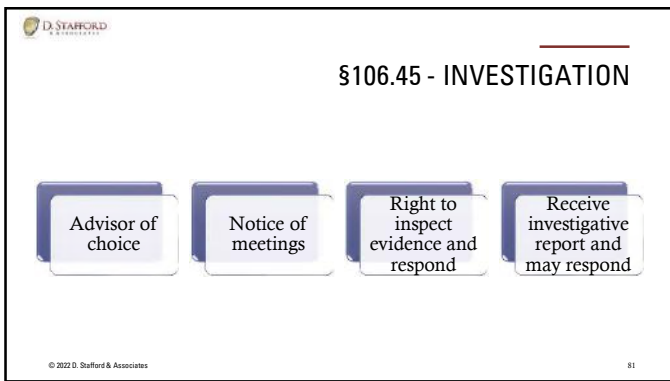 D. STAFFORD
& ASSOCIATES
§106.45 - INVESTIGATION
Advisor of
choice
Notice of
meetings
Right to
inspect
evidence and
respond
Receive
investigative
report and
may respond
© 2022 D. Stafford & Associates
81